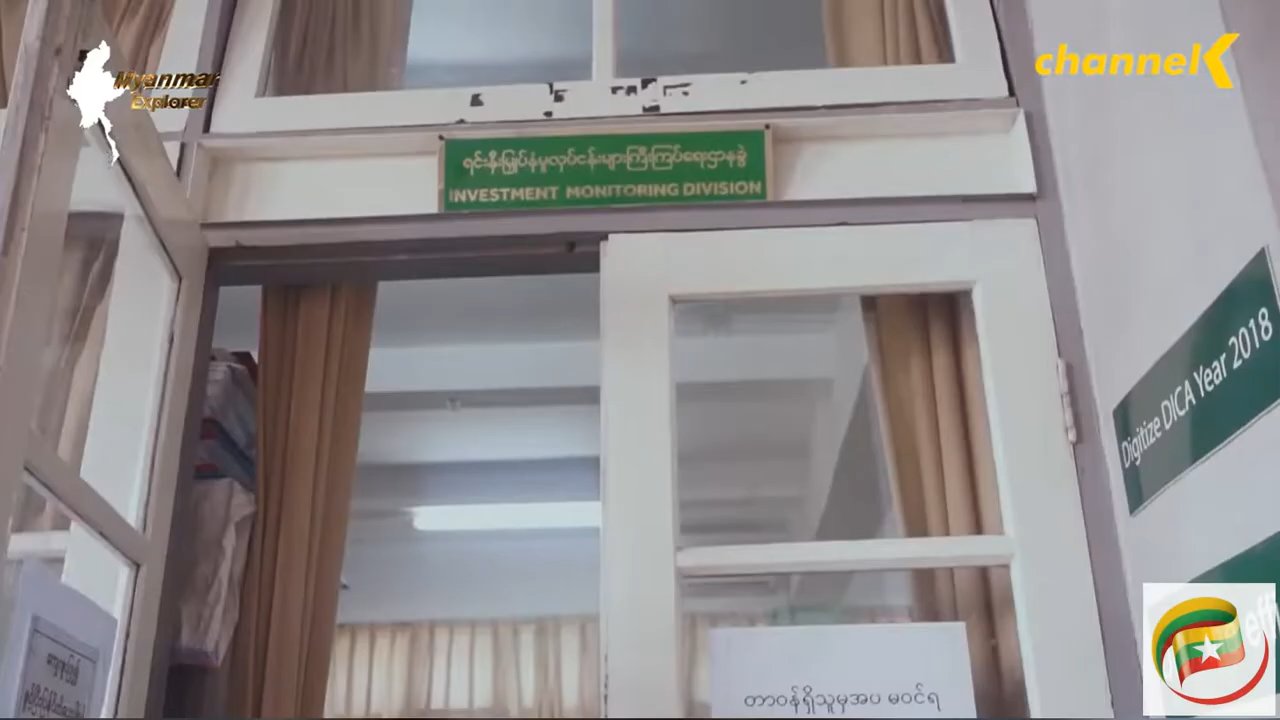 Myanmar
Explorer
channelK
ရင်းနှီးမြှုပ်နှံမှုလုပ်ငန်းများကြီးကြပ်ရေးဌာနခွဲ
INVESTMENT MONITORING DIVISION
Digitize DICA Year 2018
တာဝန်ရှိသူမှအပ မဝင်ရ